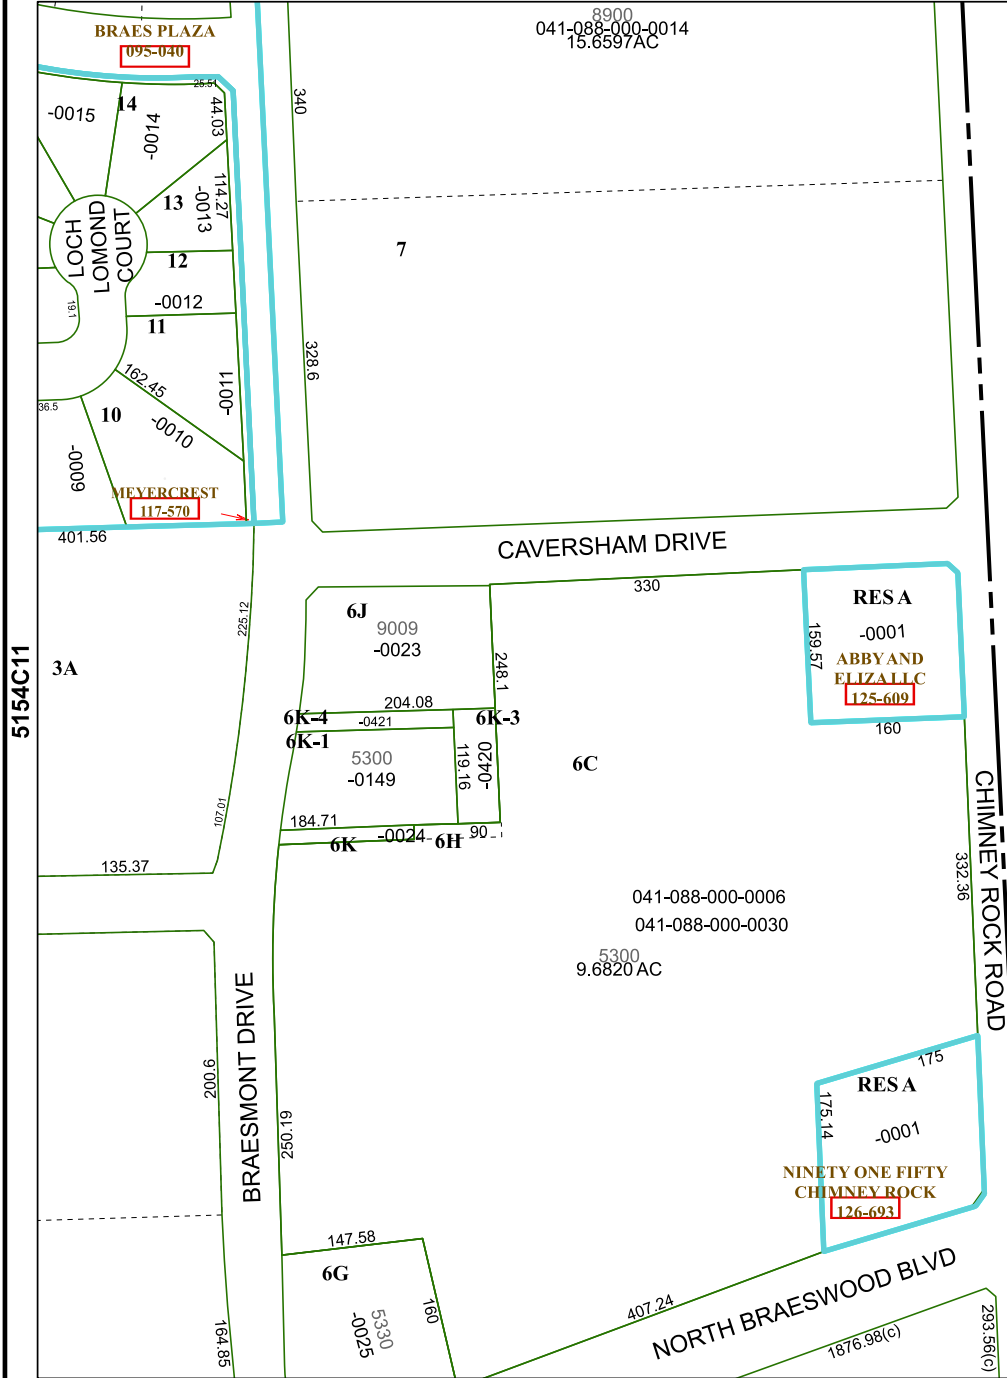 8900
041-088-000-0014
15.6597AC
BRAES PLAZA
095-040
25.51
44.03
340
14
-0015
-0014
114.27
-0013
13
LOCH
LOMOND
COURT
7
12
-0012
19.1
11
328.6
162.45
-0011
36.5
10
-0010
-0009
MEYERCREST
117-570
401.56
CAVERSHAM DRIVE
330
RES A
-0001
159.57
ABBY AND
ELIZA LLC
125-609
160
225.12
6J
9009
-0023
248.1
3A
5154C11
204.08
6K-4
-0421
6K-3
6K-1
5300
-0149
119.16
-0420
6C
107.01
184.71
-0024
90
6K
6H
135.37
CHIMNEY ROCK ROAD
332.36
041-088-000-0006
041-088-000-0030
5300
9.6820 AC
BRAESMONT DRIVE
200.6
250.19
175
RES A
175.14
-0001
NINETY ONE FIFTY
CHIMNEY ROCK
126-693
147.58
6G
5330
-0025
160
164.85
407.24
NORTH BRAESWOOD BLVD
1876.98(c)
293.56(c)